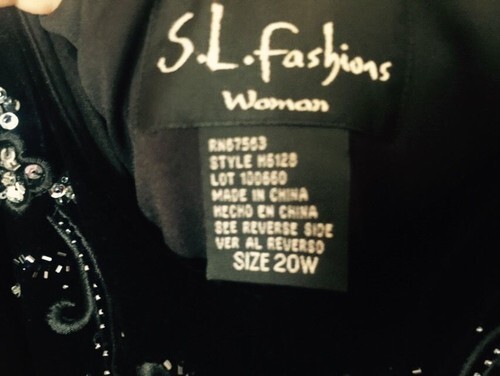 S.L.fashions
Woman
RN67563
STYLE H6128
LOT 100660
MADE IN CHINA
HECHO EN CHINA
SEE REVERSE SIDE
VER AL REVERSO
SIZE 20W